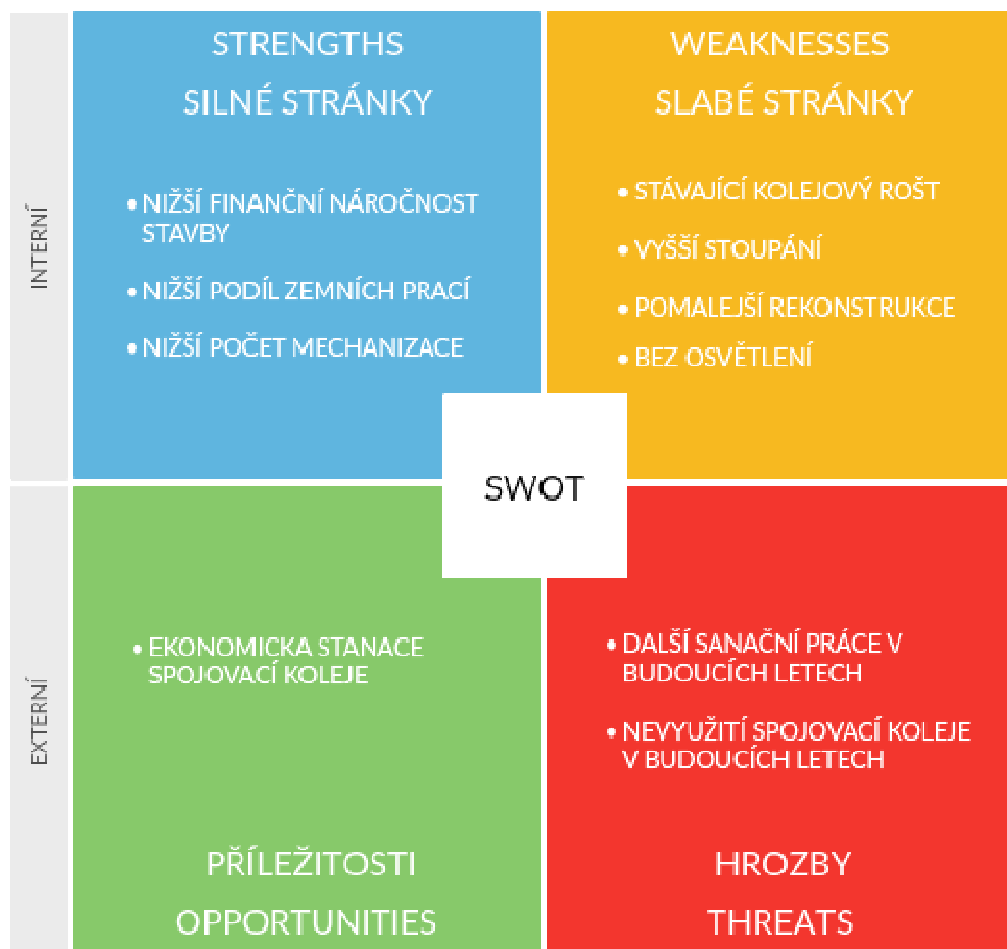 INTERNÍ
STRENGTHS
SILNÉ STRÁNKY
• NIŽŠÍ FINANČNÍ NÁROČNOST
STAVBY
• NIŽŠÍ PODÍL ZEMNÍCH PRACÍ
• NIŽŠÍ POČET MECHANIZACE
WEAKNESSES
SLABÉ STRÁNKY
• STÁVAJÍCÍ KOLEJOVÝ ROŠT
• VYŠŠÍ STOUPÁNÍ
• POMALEJŠÍ REKONSTRUKCE
• BEZ OSVĚTLENÍ
SWOT
EXTERNÍ
• EKONOMICKA STANACE
SPOJOVACÍ KOLEJE
PŘÍLEŽITOSTI
OPPORTUNITIES
• DALŠÍ SANAČNÍ PRÁCE V
BUDOUCÍCH LETECH
• NEVYUŽITÍ SPOJOVACÍ KOLEJE
V BUDOUCÍCH LETECH
HROZBY
THREATS